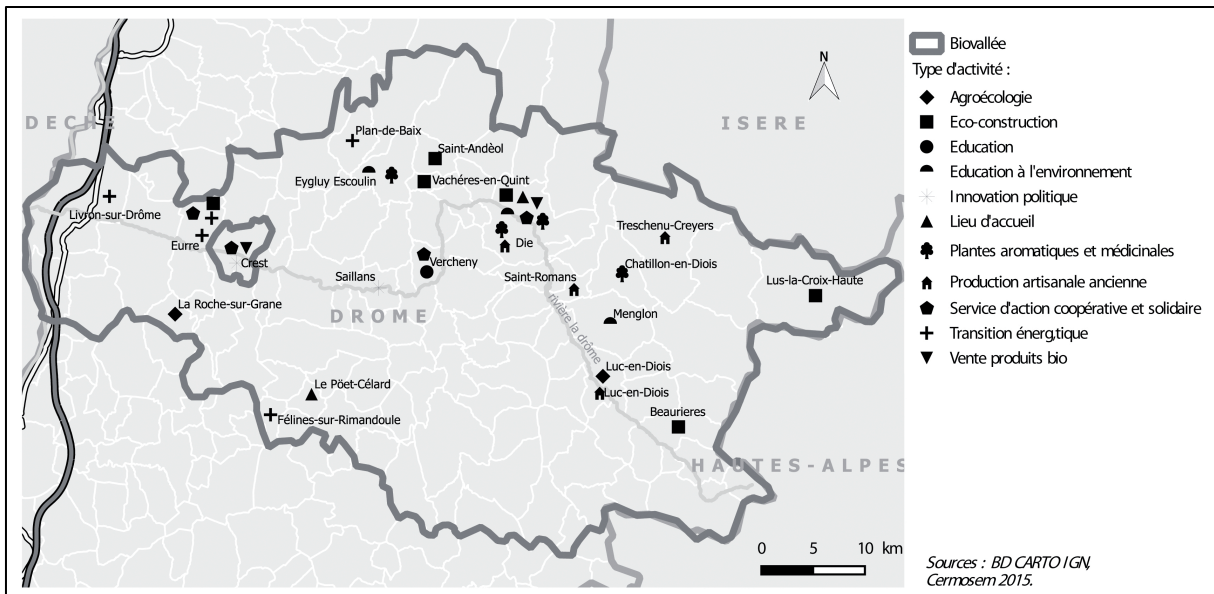 N
DECHE
ISERE
Plan-de-Baix
Saint-Andèol
Eygluy Escoulin
Vachéres-en-Quint
Livron-sur-Drôme
Eurre
Crest
Treschenu-Creyers
Die
Saillans
Vercheny
Saint-Romans
Chatillon-en-Diois
Lus-la-Croix-Haute
La Roche-sur-Grane
DROME
Menglon
rivière la drôme
Le Pöet-Célard
Luc-en-Diois
Luc-en-Diois
Félines-sur-Rimandoule
Beaurieres
HAUTES-ALPES
0 5 10 km
Biovallée
Type d'activité :
Agroécologie
Eco-construction
Education
Education à l'environnement
Innovation politique
Lieu d'accueil
Plantes aromatiques et médicinales
Production artisanale ancienne
Service d'action coopérative et solidaire
Transition énerg,tique
Vente produits bio
Sources : BD CARTO IGN,
Cermosem 2015.